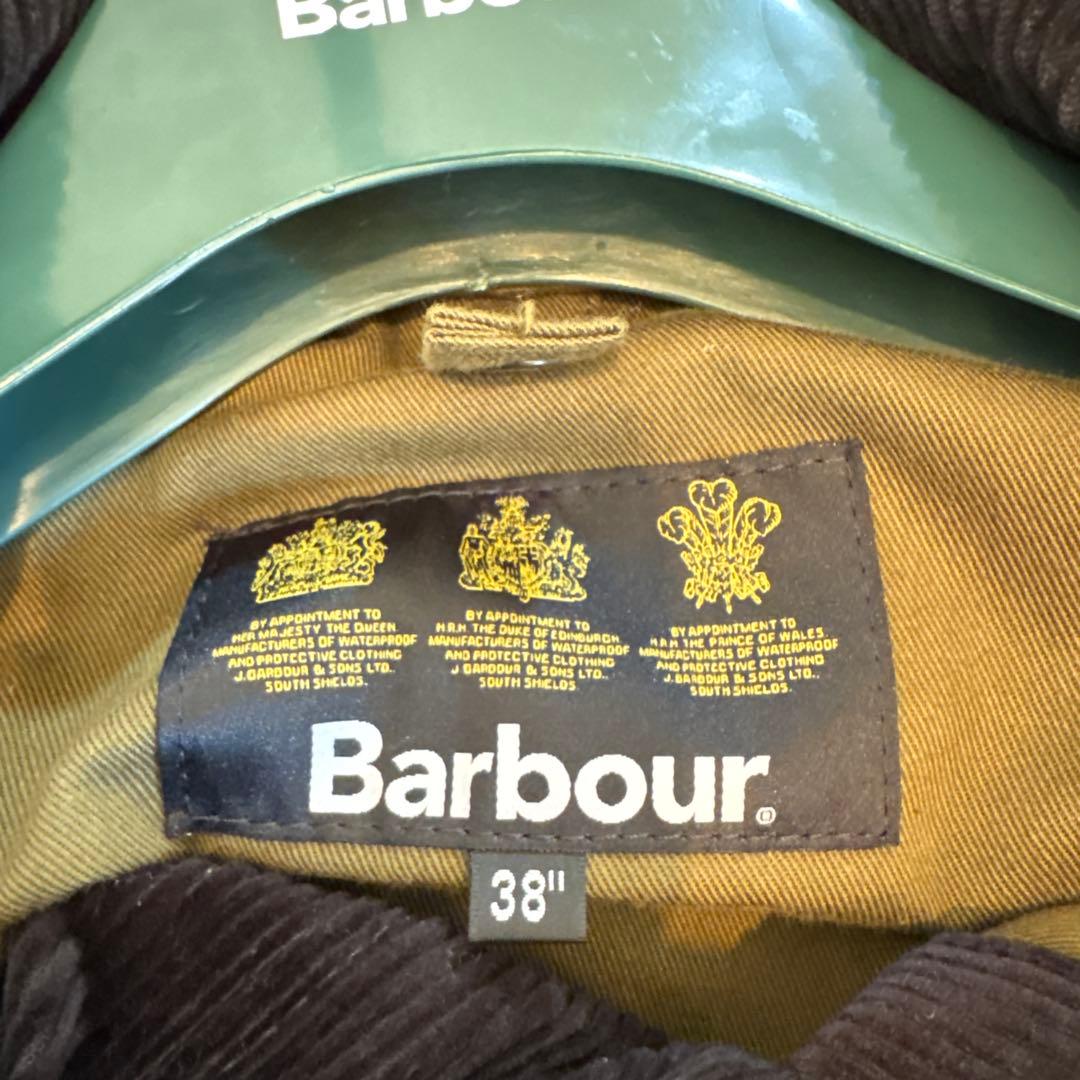 Barbour
BY APPOINTMENT TO
HER MAJESTY THE QUEEN
MANUFACTURERS OF WATERPROOF
AND PROTECTIVE CLOTHING
J. BARBOUR & SONS LTD.
SOUTH SHIELDS.
BY APPOINTMENT TO
H.R.H. THE DUKE OF EDINBURGH
MANUFACTURERS OF WATERPROOF
AND PROTECTIVE CLOTHING
J. BARBOUR & SONS LTD.
SOUTH SHIELDS
BY APPOINTMENT TO
H.R.H. THE PRINCE OF WALES
MANUFACTURERS OF WATERPROOF
AND PROTECTIVE CLOTHING
J. BARBOUR & SONS LTD.
SOUTH SHIELDS.
Barbour®
38"